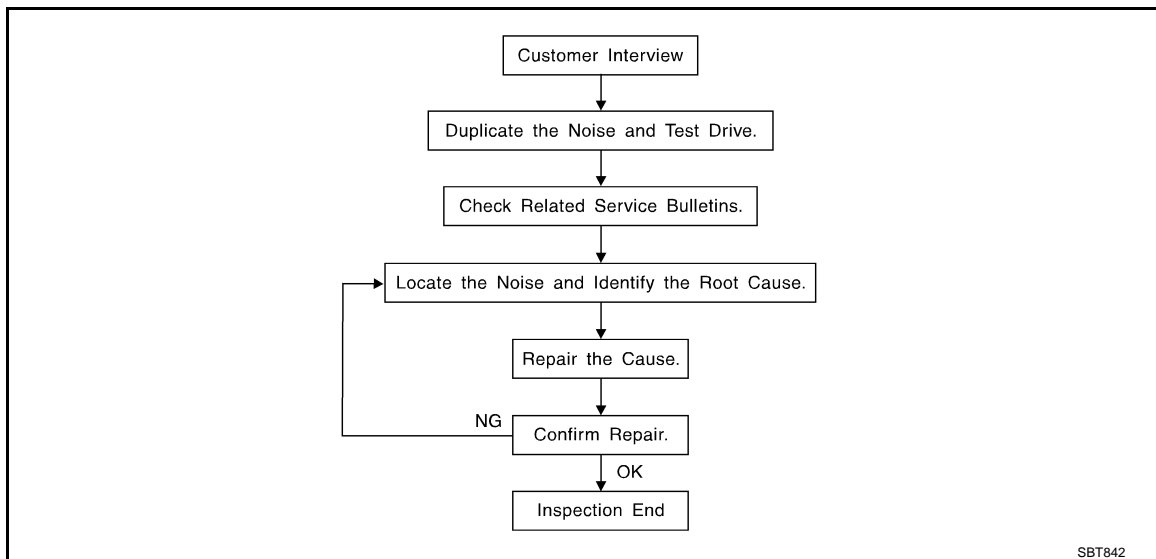 Customer Interview
Duplicate the Noise and Test Drive.
Check Related Service Bulletins.
Locate the Noise and Identify the Root Cause.
Repair the Cause.
NG
Confirm Repair.
OK
Inspection End
SBT842